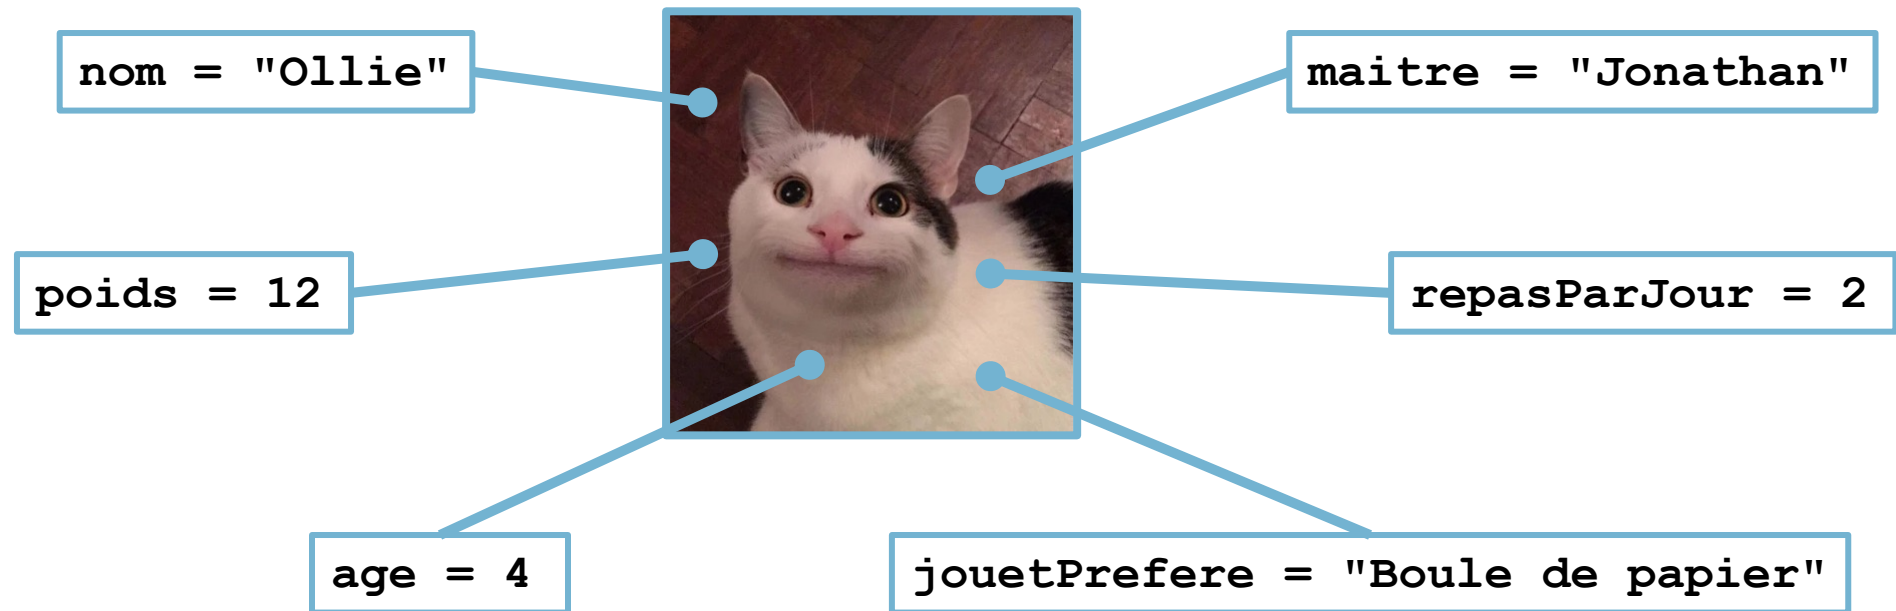 nom = "Ollie"
maitre = "Jonathan"
poids = 12
repasParJour = 2
age = 4
jouetPrefere = "Boule de papier"